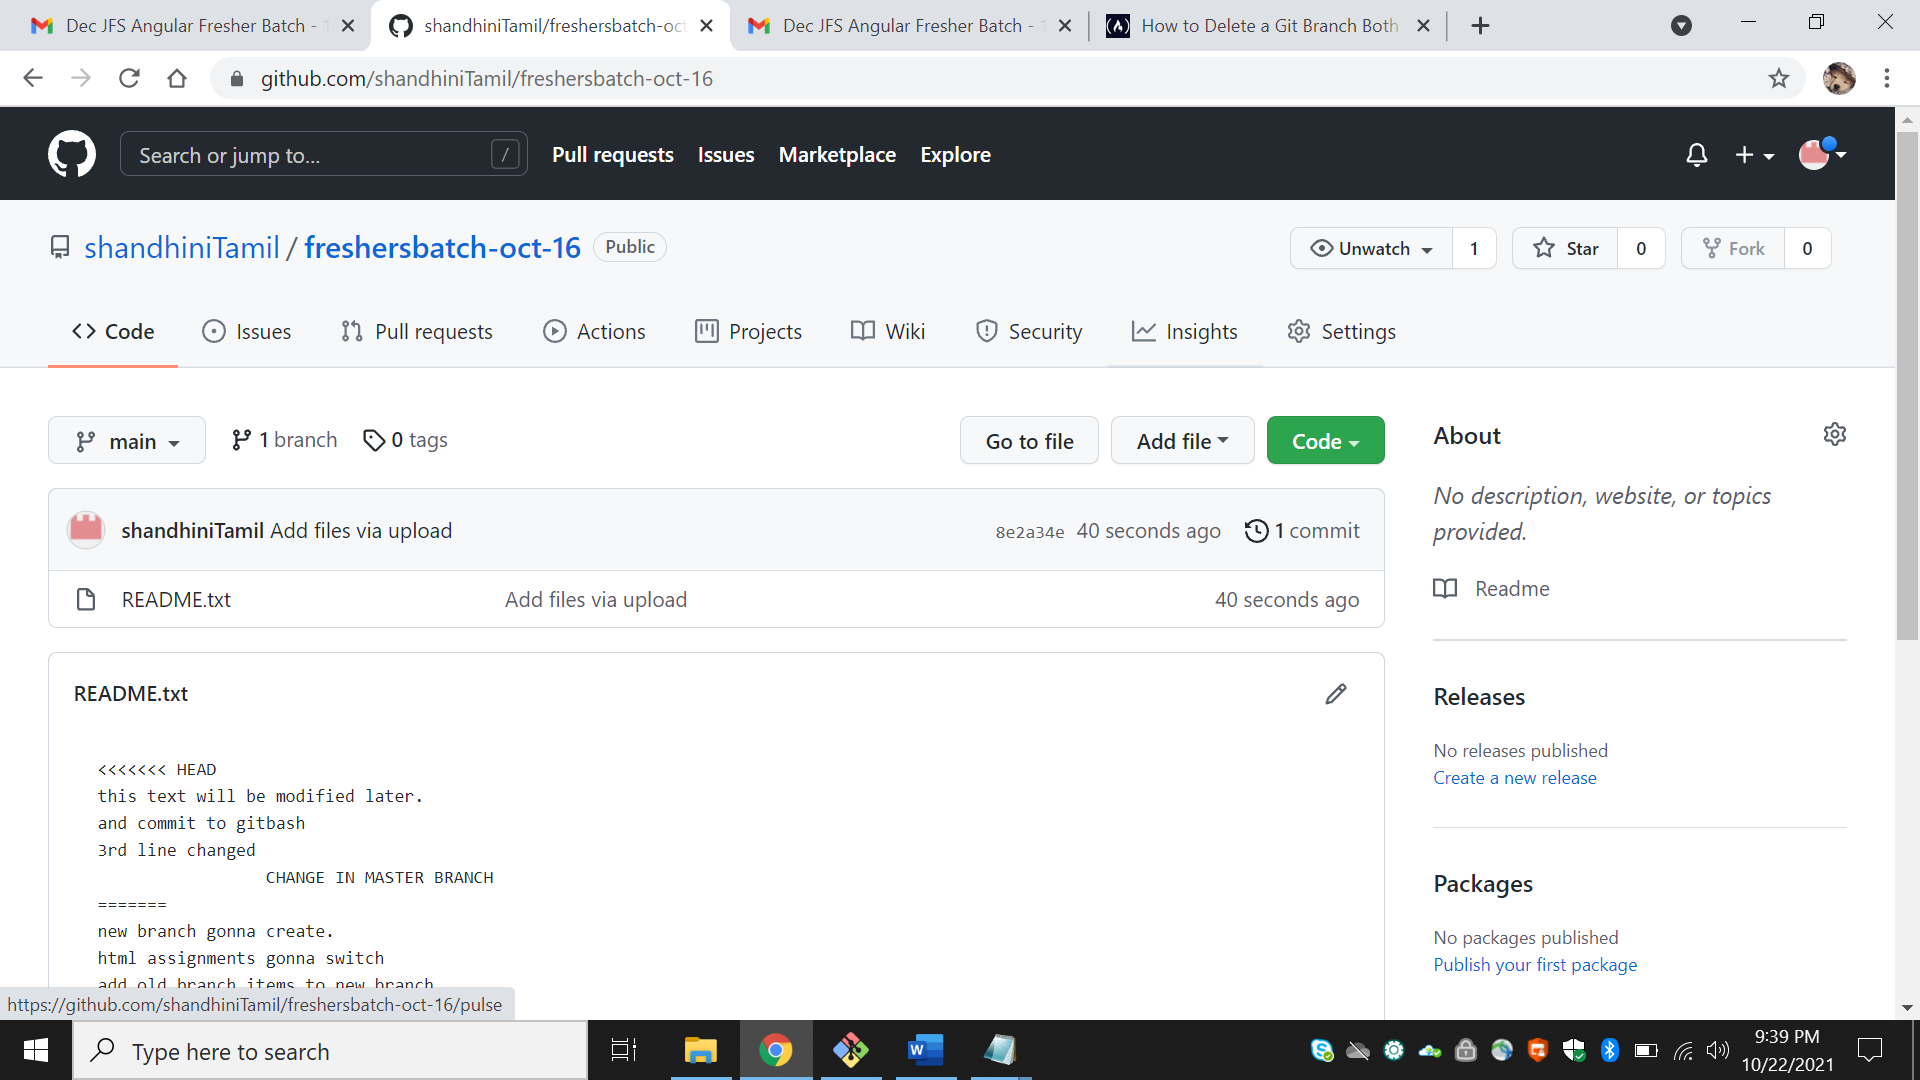 Dec JFS Angular Fresher Batch -
shandhiniTamil/freshersbatch-oct
Dec JFS Angular Fresher Batch -
How to Delete a Git Branch Both
github.com/shandhiniTamil/freshersbatch-oct-16
Search or jump to...
/
Pull requests
Issues
Marketplace
Explore
shandhiniTamil / freshersbatch-oct-16
Public
Unwatch
1
Star
0
Fork
0
Code
Issues
Pull requests
Actions
Projects
Wiki
Security
Insights
Settings
main
1 branch
0 tags
Go to file
Add file
Code
About
No description, website, or topics
provided.
Readme
shandhiniTamil Add files via upload
8e2a34e 40 seconds ago
1 commit
README.txt
Add files via upload
40 seconds ago
README.txt
<<<<<<< HEAD
this text will be modified later.
and commit to gitbash
3rd line changed
CHANGE IN MASTER BRANCH
=======
new branch gonna create.
html assignments gonna switch
add old branch items to new branch
Releases
No releases published
Create a new release
Packages
No packages published
Publish your first package
https://github.com/shandhiniTamil/freshersbatch-oct-16/pulse
Type here to search
9:39 PM
10/22/2021